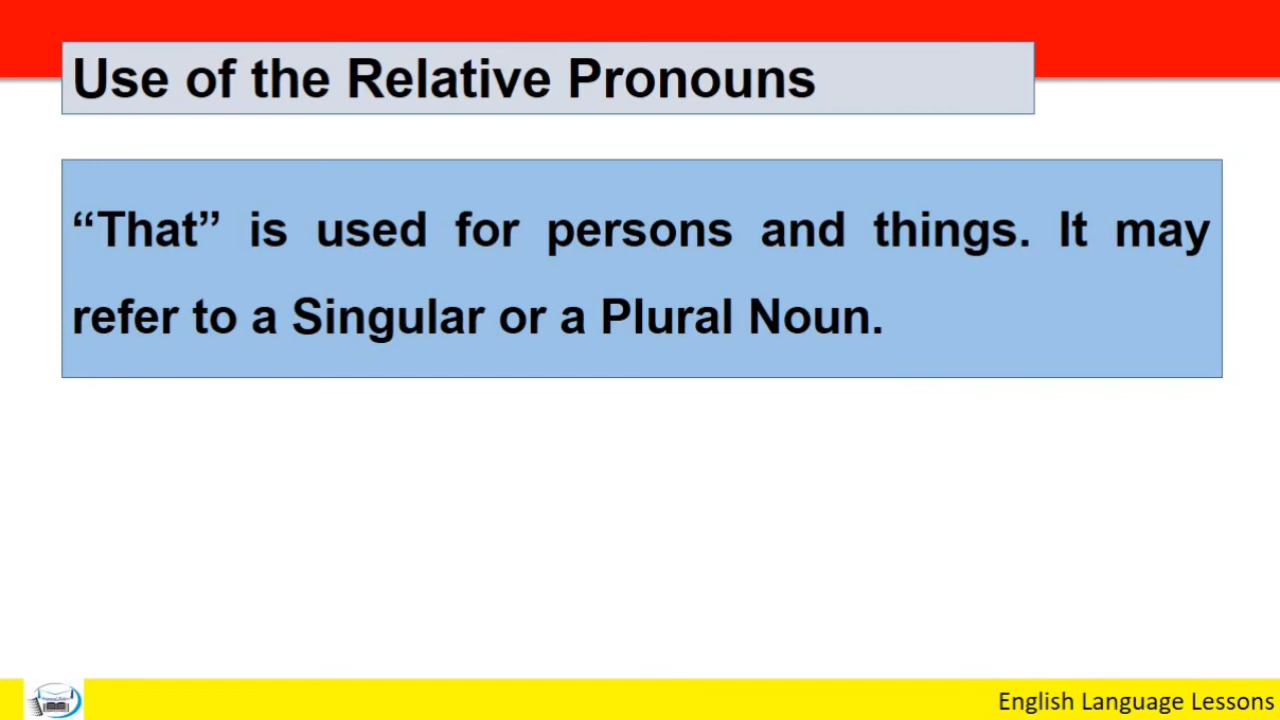 Use of the Relative Pronouns
“That” is used for persons and things. It may
refer to a Singular or a Plural Noun.
English Language Lessons